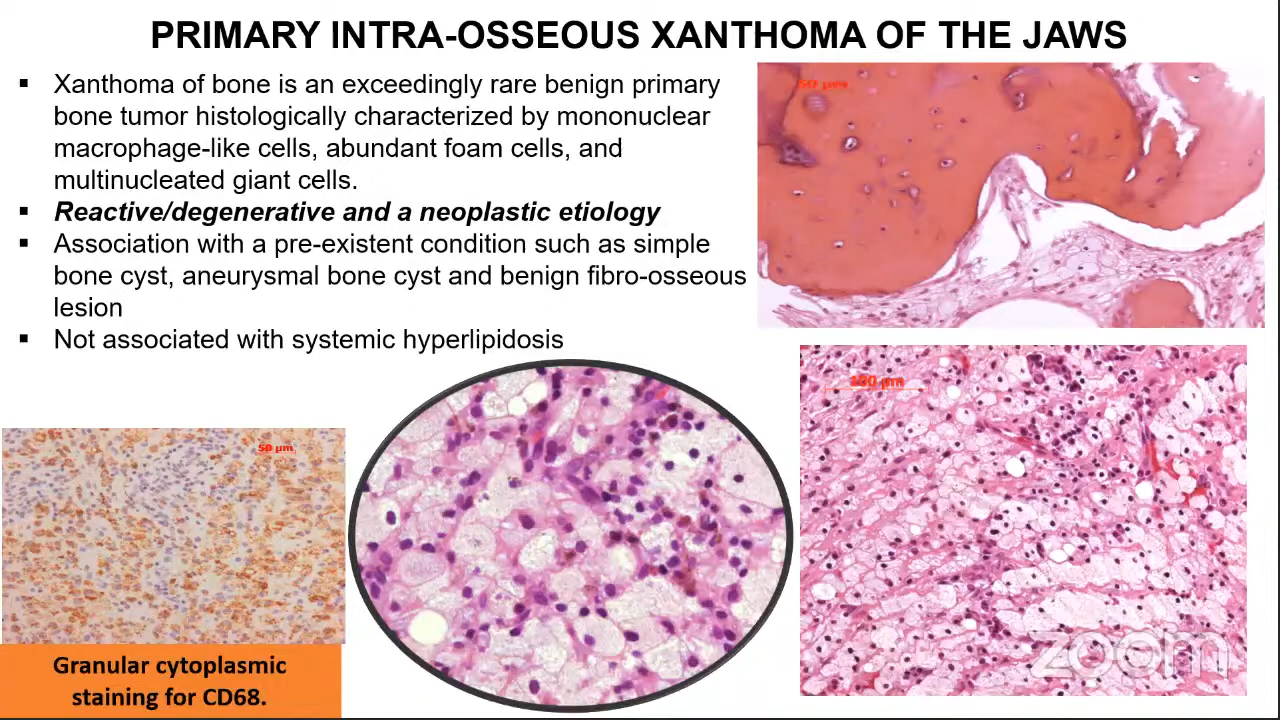 PRIMARY INTRA-OSSEOUS XANTHOMA OF THE JAWS
▪ Xanthoma of bone is an exceedingly rare benign primary
bone tumor histologically characterized by mononuclear
macrophage-like cells, abundant foam cells, and
multinucleated giant cells.
▪ Reactive/degenerative and a neoplastic etiology
▪ Association with a pre-existent condition such as simple
bone cyst, aneurysmal bone cyst and benign fibro-osseous
lesion
▪ Not associated with systemic hyperlipidosis
50 µm
100 µm
50 µm
Granular cytoplasmic
staining for CD68.
zoom